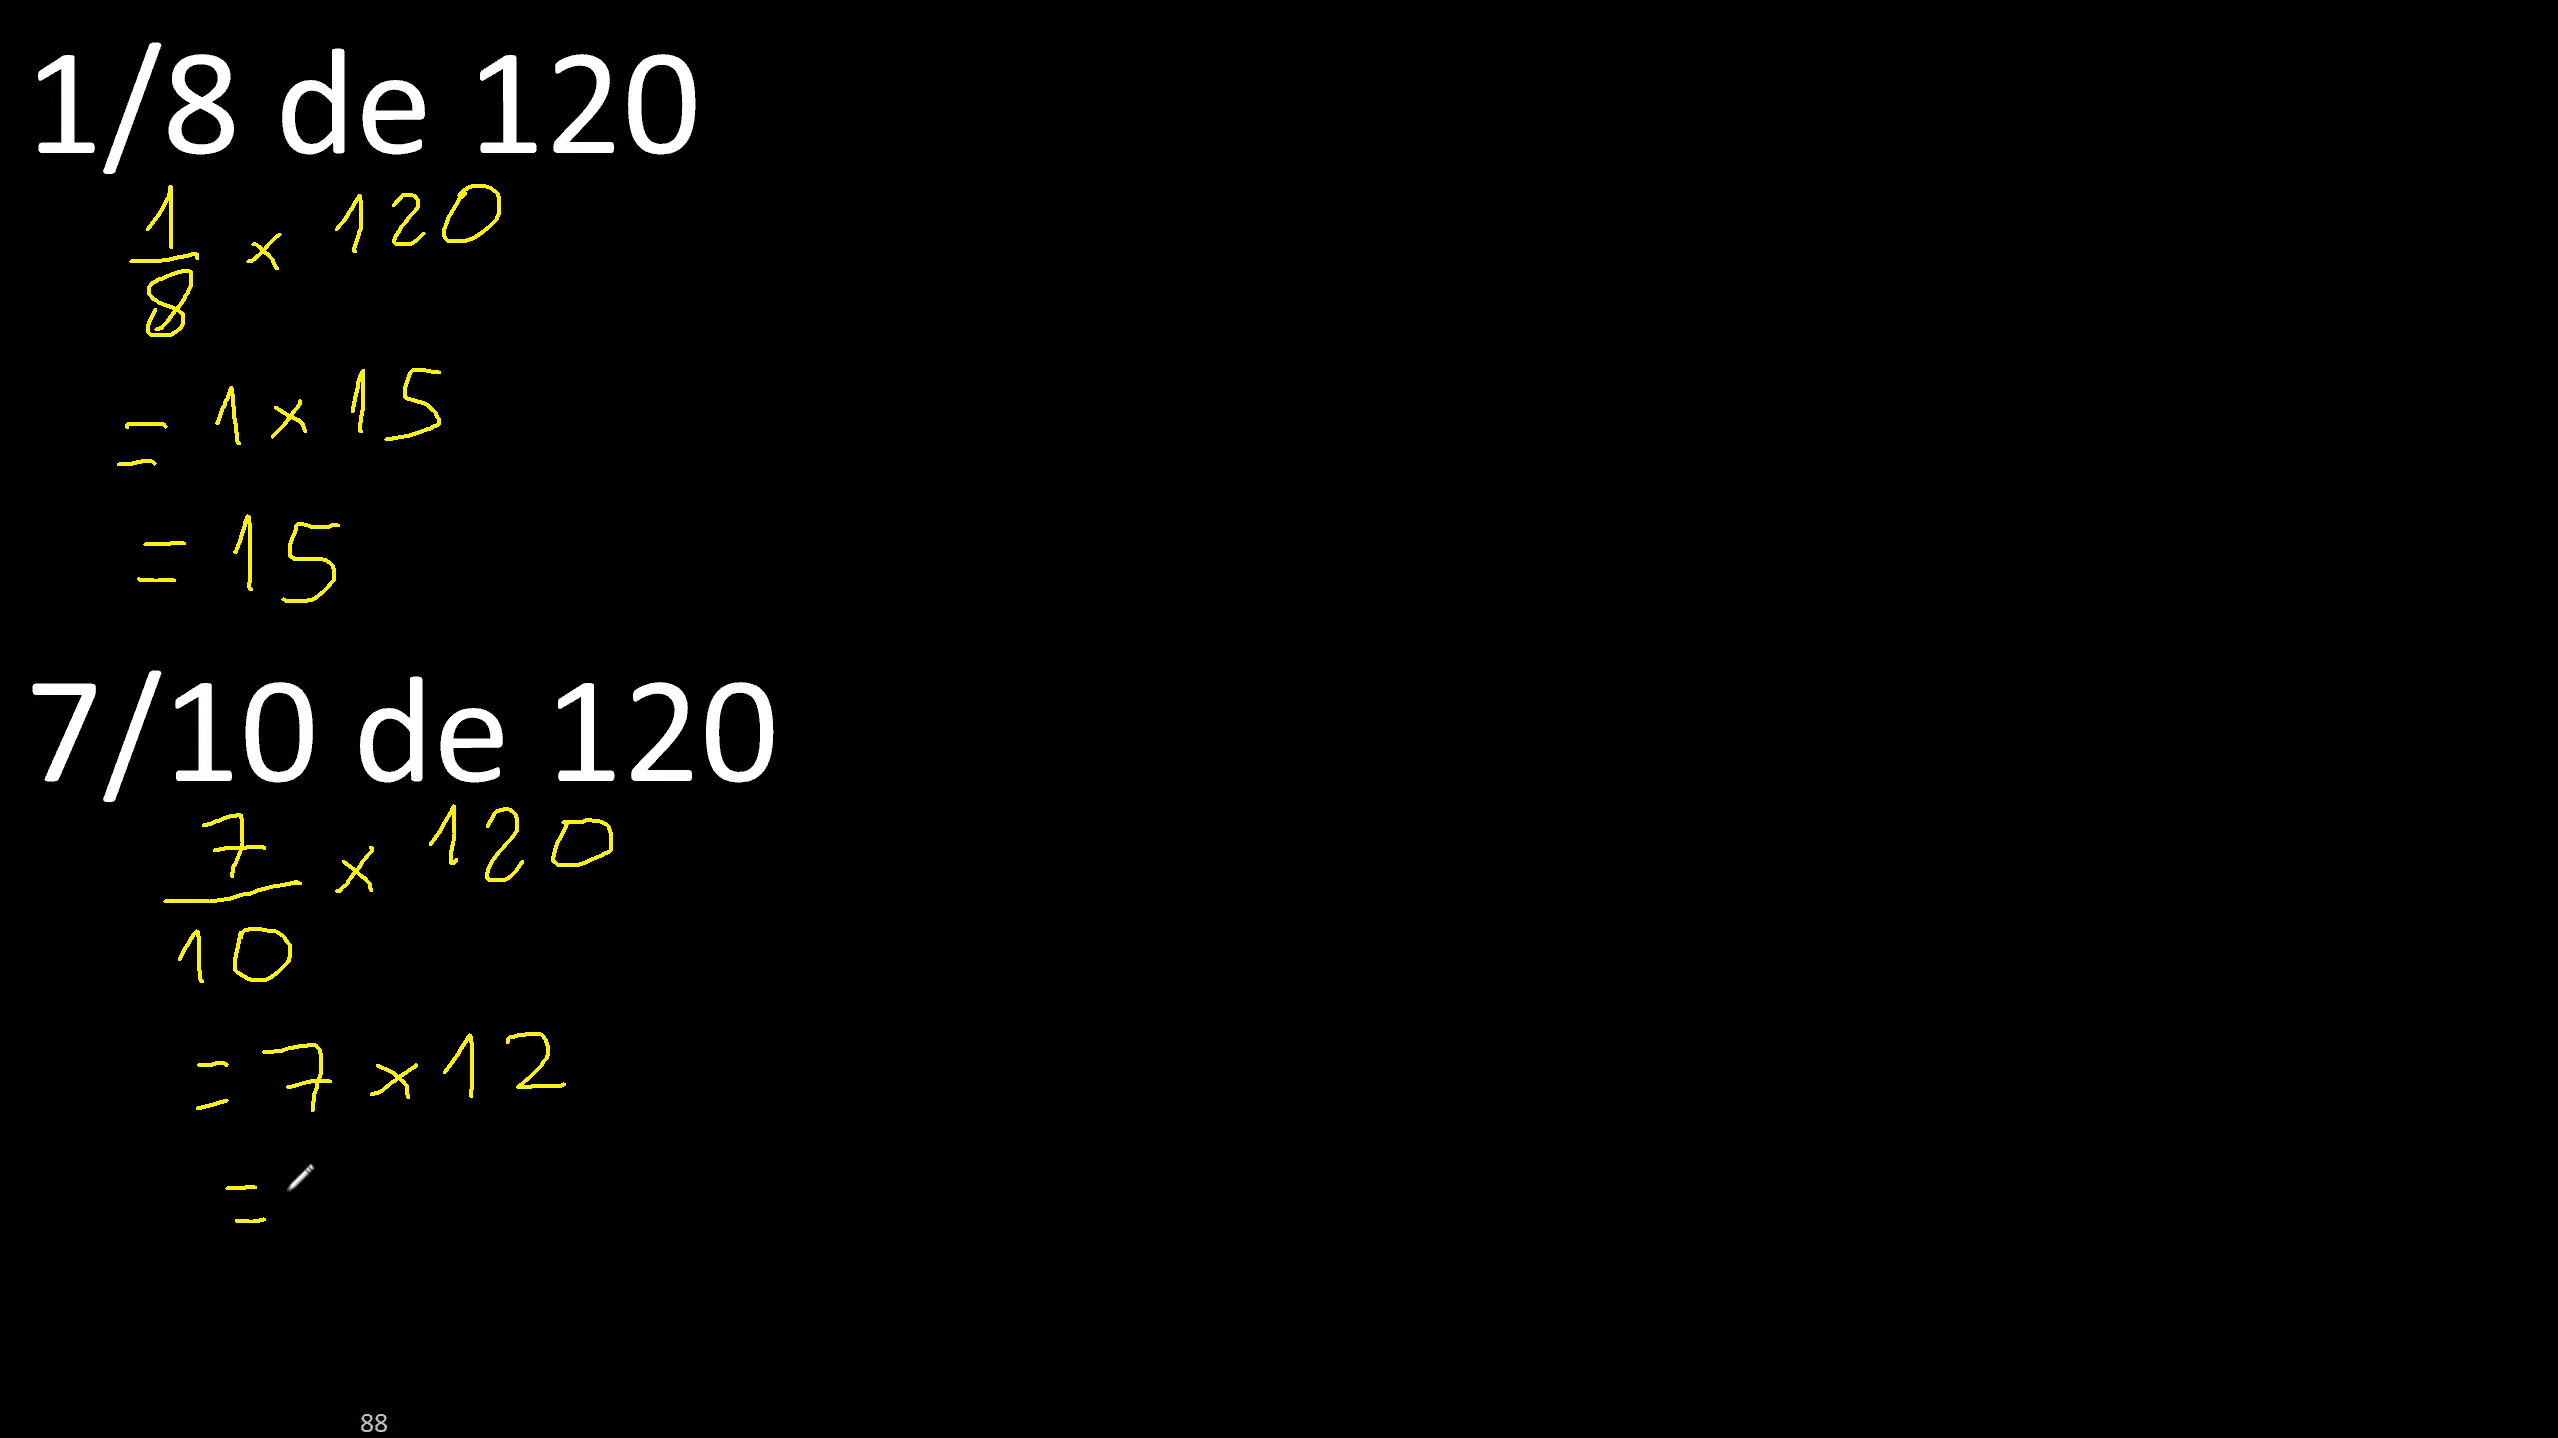 1/8 de 120
1/8 × 120
= 1 × 15
= 15
7/10 de 120
7/10 × 120
= 7 × 12
=
88